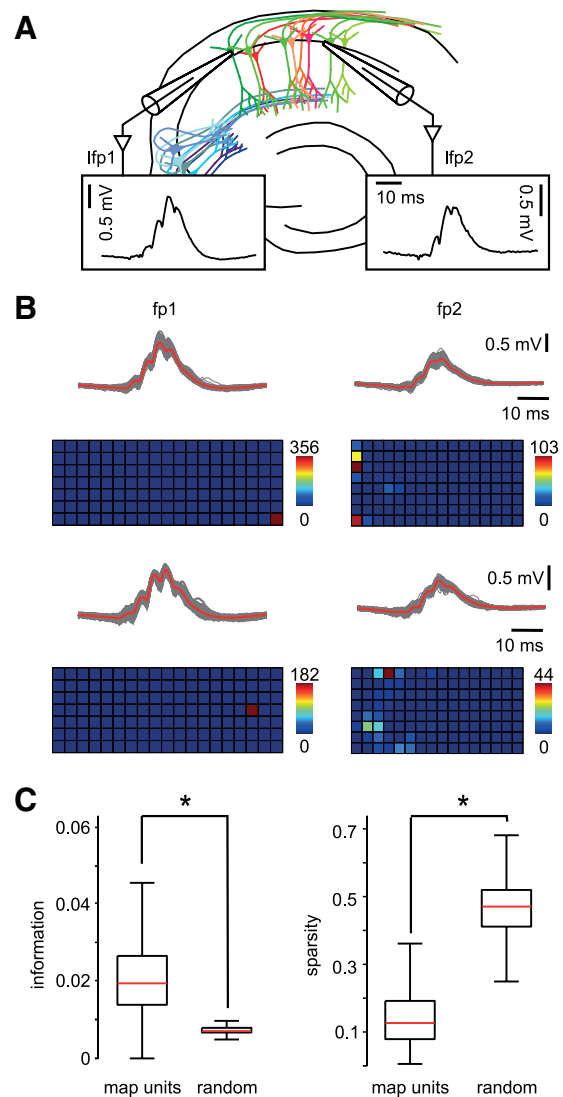 A
lfp1
lfp2
0.5 mV
10 ms
0.5 mV
B
fp1
fp2
0.5 mV
10 ms
356
0
103
0
0.5 mV
10 ms
182
0
44
0
C
*
*
0.06
0.04
0.02
0
information
map units
random
0.7
0.5
0.3
0.1
sparsity
map units
random